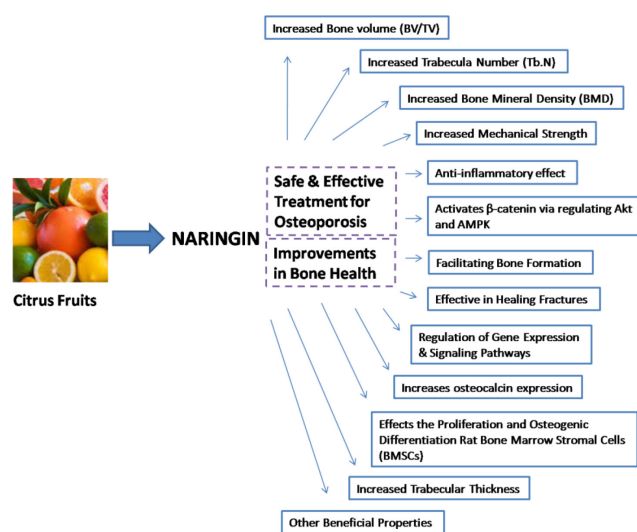 Increased Bone volume (BV/TV)
Increased Trabecula Number (Tb.N)
Increased Bone Mineral Density (BMD)
Increased Mechanical Strength
Anti-inflammatory effect
Activates β-catenin via regulating Akt
and AMPK
Facilitating Bone Formation
Effective in Healing Fractures
Regulation of Gene Expression
& Signaling Pathways
Increases osteocalcin expression
Effects the Proliferation and Osteogenic
Differentiation Rat Bone Marrow Stromal Cells
(BMSCs)
Increased Trabecular Thickness
Other Beneficial Properties
Safe & Effective
Treatment for
Osteoporosis
Improvements
in Bone Health
NARINGIN
Citrus Fruits